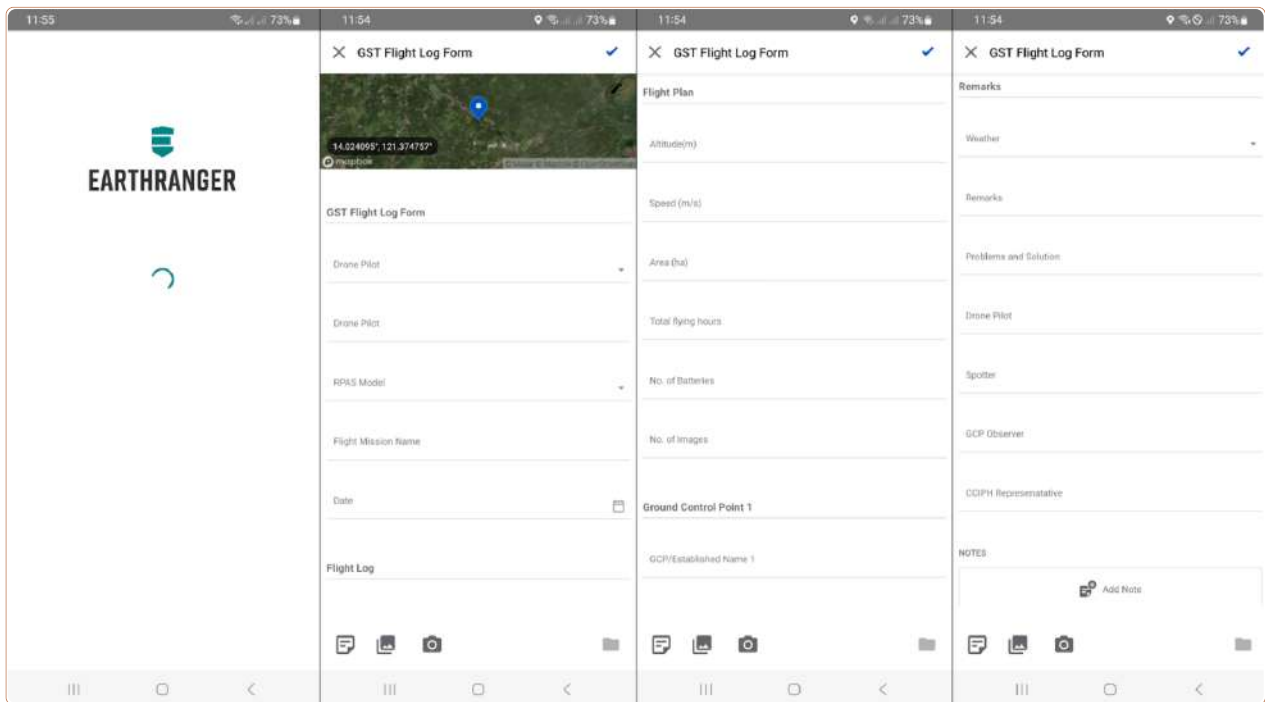 11:55
73%
EARTHRANGER
11:54
73%
GST Flight Log Form
14.024095°, 121.374757°
mapbox
GST Flight Log Form
Drone Pilot
Drone Pilot
RPAS Model
Flight Mission Name
Date
Flight Log
11:54
73%
GST Flight Log Form
Flight Plan
Altitude(m)
Speed (m/s)
Area (ha)
Total flying hours
No. of Batteries
No. of Images
Ground Control Point 1
GCP/Established Name 1
11:54
73%
GST Flight Log Form
Remarks
Weather
Remarks
Problems and Solution
Drone Pilot
Spotter
GCP Observer
CCIPH Represenatative
NOTES
Add Note